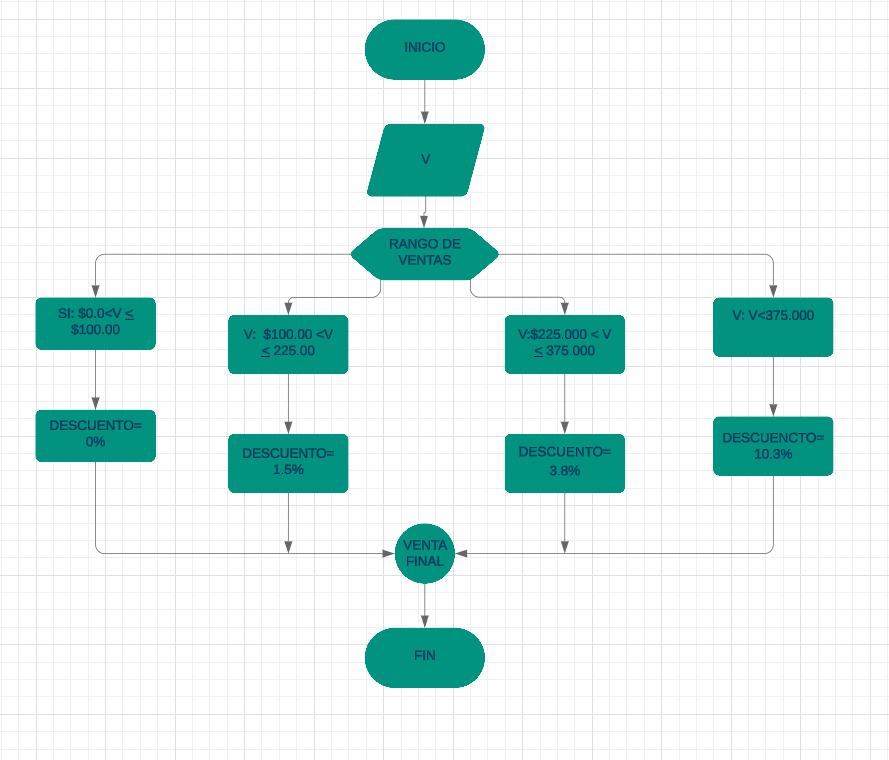 INICIO
V
RANGO DE
VENTAS
SI: $0.0<V ≤
$100.00
V:  $100.00 <V
≤ 225.00
V:$225.000 < V
≤ 375.000
V: V<375.000
DESCUENTO=
0%
DESCUENTO=
1.5%
DESCUENTO=
3.8%
DESCUENCTO=
10.3%
VENTA
FINAL
FIN